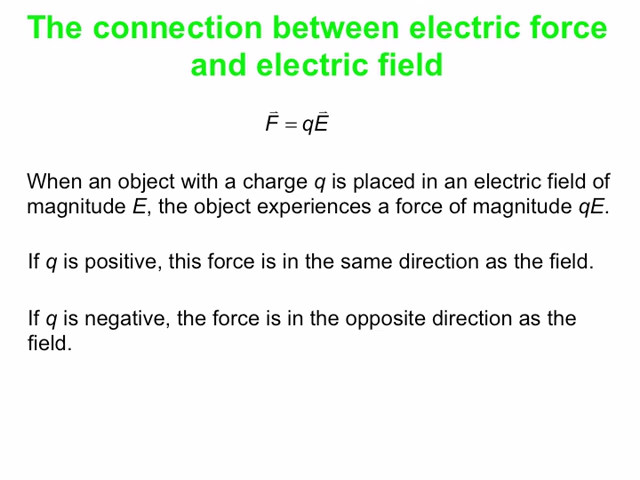 The connection between electric force
and electric field
F⃗ = qE⃗
When an object with a charge q is placed in an electric field of
magnitude E, the object experiences a force of magnitude qE.
If q is positive, this force is in the same direction as the field.
If q is negative, the force is in the opposite direction as the
field.